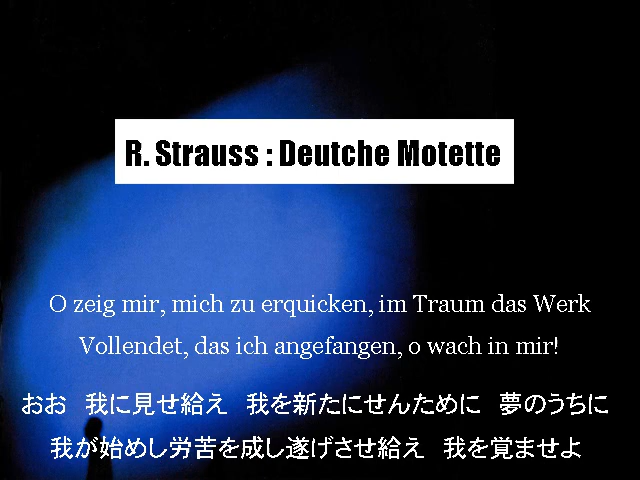 R. Strauss : Deutche Motette
O zeig mir, mich zu erquicken, im Traum das Werk
Vollendet, das ich angefangen, o wach in mir!
おお　我に見せ給え　我を新たにせんために　夢のうちに
我が始めし労苦を成し遂げさせ給え　我を覚ませよ